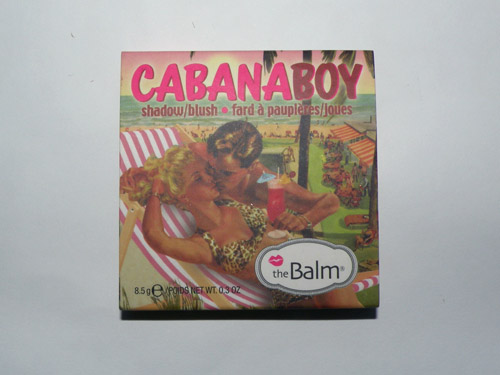 CABANABOY
shadow/blush • fard à paupières/joues
theBalm®
8.5 g ℮ /POIDS NET WT. 0.3 OZ